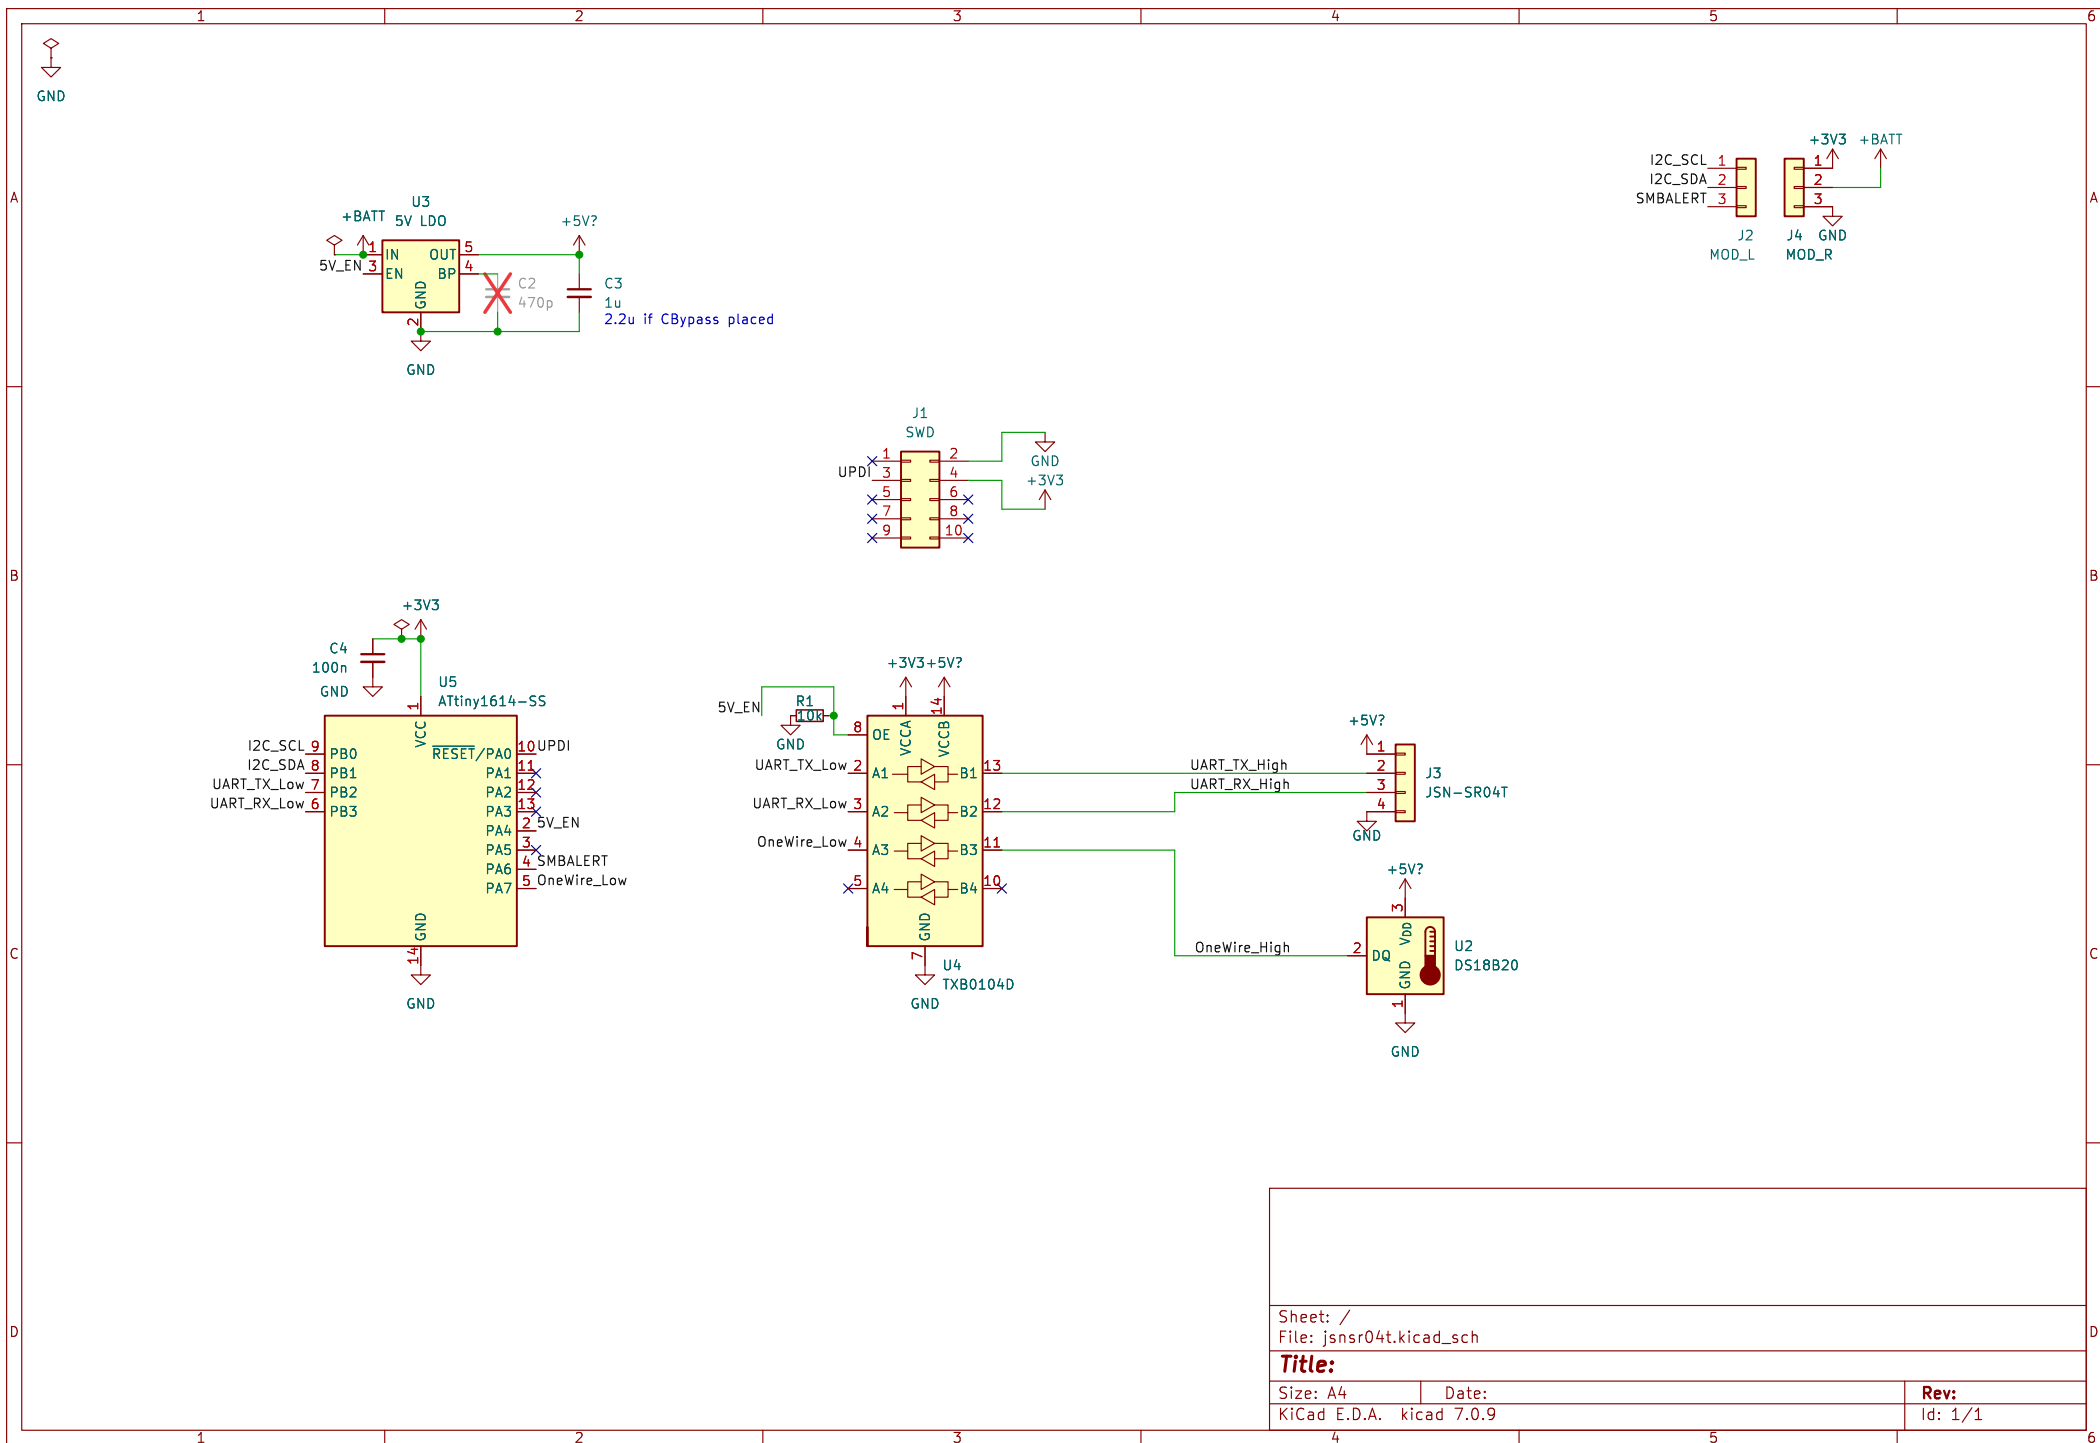 1 2 3 4 5 6
GND
A
B
C
D
U3
5V LDO
+BATT
+5V?
5V_EN
1 IN
3 EN
OUT 5
BP 4
GND
2
GND
C2
470p
C3
1u
2.2u if CBypass placed
I2C_SCL 1
I2C_SDA 2
SMBALERT 3
J2
MOD_L
+3V3
+BATT
1
2
3
J4
MOD_R
GND
J1
SWD
UPDI
1 2
3 4
5 6
7 8
9 10
GND
+3V3
+3V3
C4
100n
GND
U5
ATtiny1614-SS
1
VCC
I2C_SCL 9 PB0
I2C_SDA 8 PB1
UART_TX_Low 7 PB2
UART_RX_Low 6 PB3
RESET/PA0 10 UPDI
PA1 11
PA2 12
PA3 13
PA4 2 5V_EN
PA5 3
PA6 4 SMBALERT
PA7 5 OneWire_Low
GND
14
GND
+3V3
+5V?
5V_EN
R1
10k
GND
1
14
VCCA
VCCB
8 OE
UART_TX_Low 2 A1 B1 13
UART_RX_Low 3 A2 B2 12
OneWire_Low 4 A3 B3 11
5 A4 B4 10
GND
7
GND
U4
TXB0104D
UART_TX_High
UART_RX_High
OneWire_High
+5V?
1
2
3
4
J3
JSN-SR04T
GND
+5V?
3
VDD
2 DQ
GND
1
U2
DS18B20
GND
A
B
C
D
Sheet: /
File: jsnsr04t.kicad_sch
Title:
Size: A4
Date:
Rev:
KiCad E.D.A. kicad 7.0.9
Id: 1/1
1 2 3 4 5 6